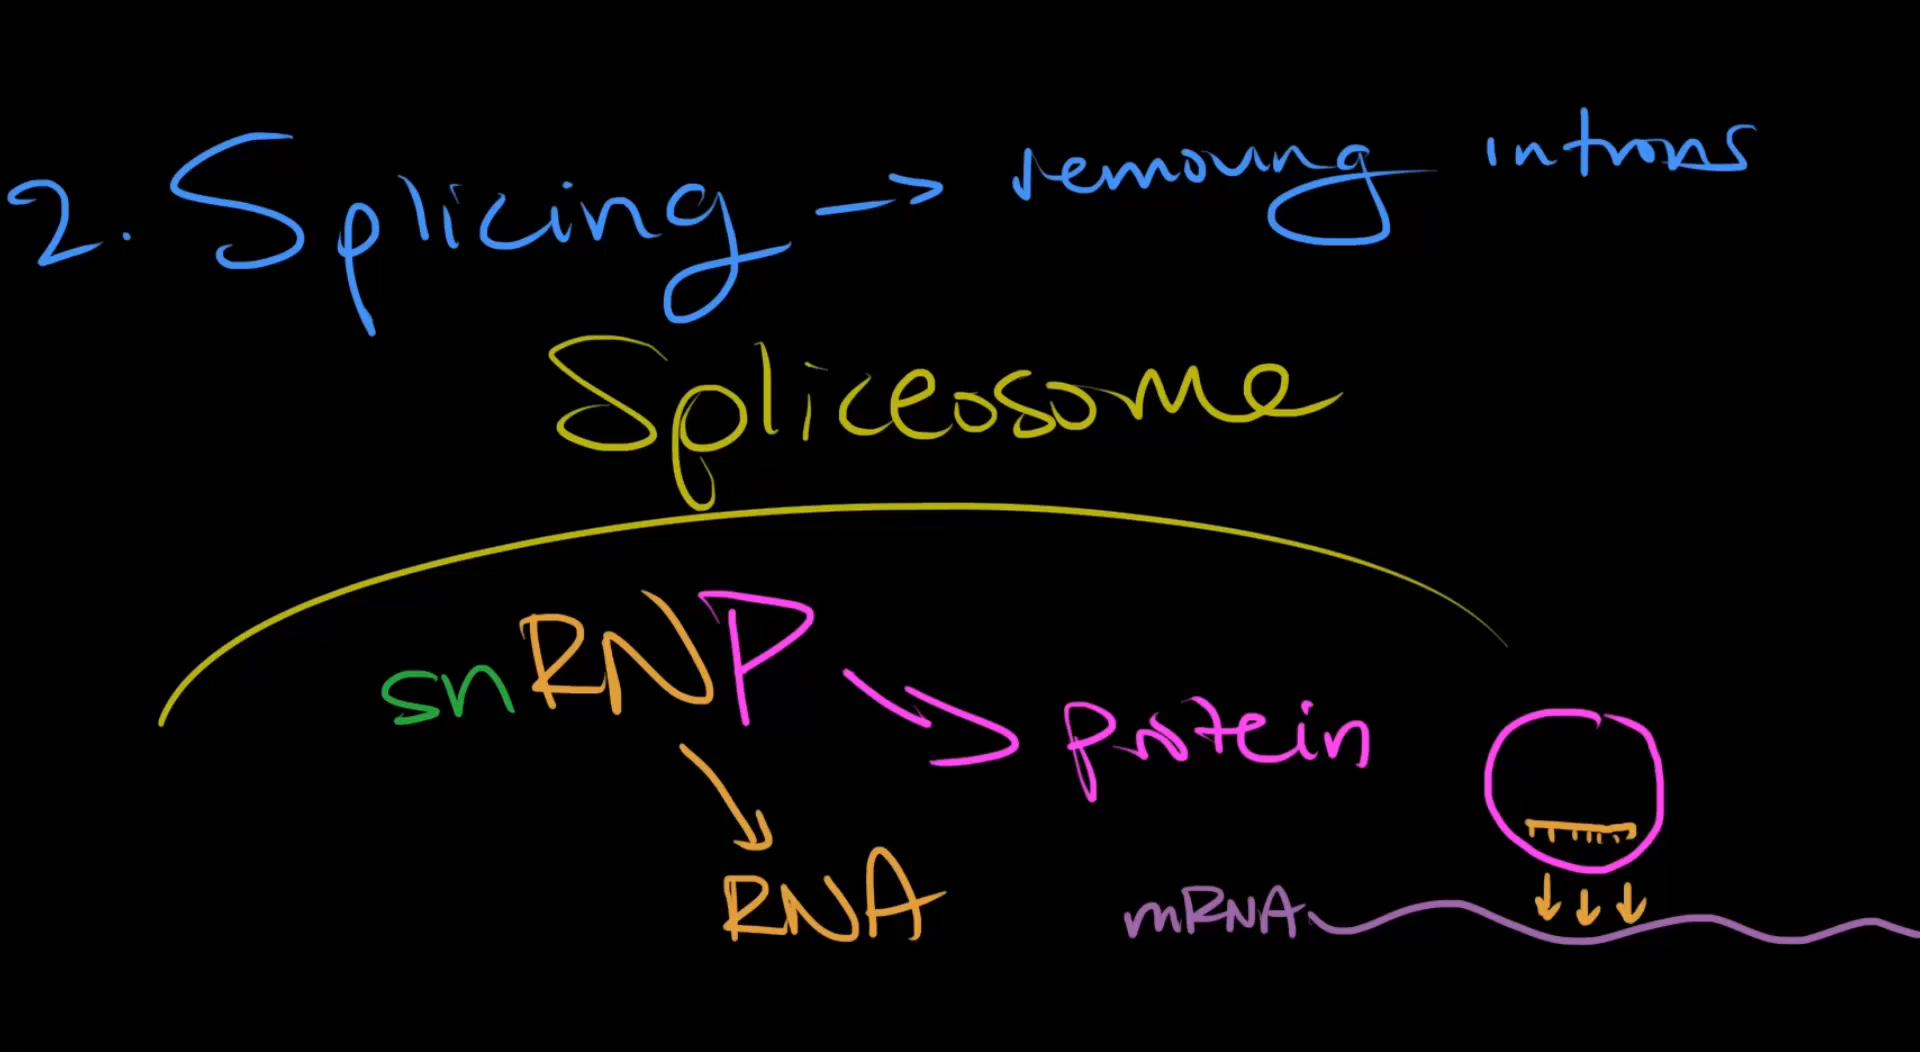 2. Splicing → removing introns
Spliceosome
snRNP → protein
RNA
mRNA